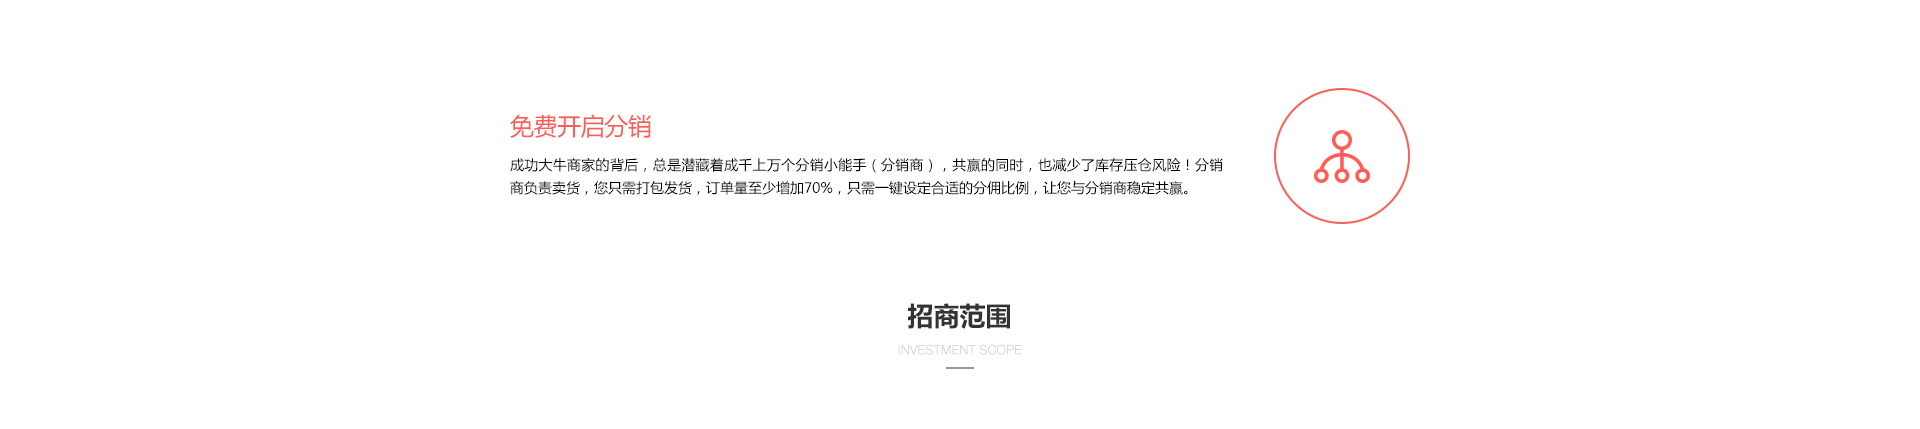 免费开启分销
成功大牛商家的背后，总是潜藏着成千上万个分销小能手（分销商），共赢的同时，也减少了库存压仓风险！分销
商负责卖货，您只需打包发货，订单量至少增加70%，只需一键设定合适的分佣比例，让您与分销商稳定共赢。
招商范围
INVESTMENT SCOPE